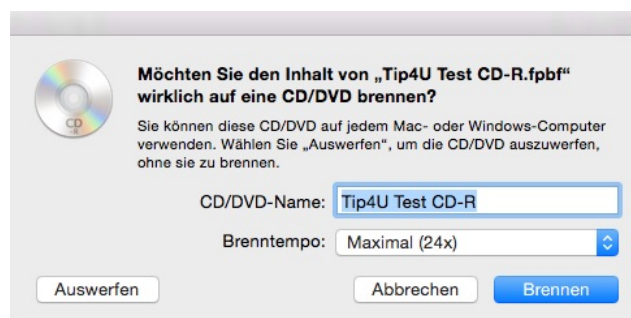 Möchten Sie den Inhalt von „Tip4U Test CD-R.fpbf“
wirklich auf eine CD/DVD brennen?
Sie können diese CD/DVD auf jedem Mac- oder Windows-Computer
verwenden. Wählen Sie „Auswerfen“, um die CD/DVD auszuwerfen,
ohne sie zu brennen.
CD
-R
CD/DVD-Name: Tip4U Test CD-R
Brenntempo: Maximal (24x)
Auswerfen Abbrechen Brennen